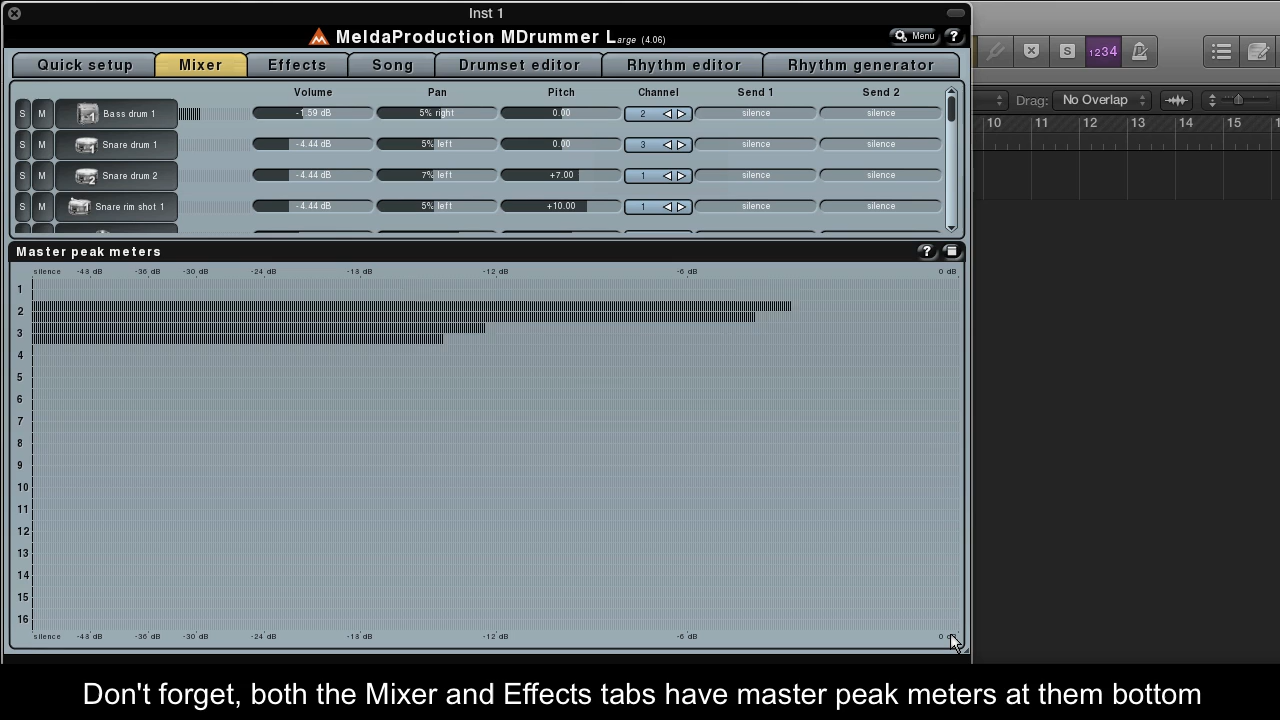 Inst 1
MeldaProduction MDrummer Large (4.06)
Menu ?
Quick setup Mixer Effects Song Drumset editor Rhythm editor Rhythm generator
Volume Pan Pitch Channel Send 1 Send 2
S M Bass drum 1 -1.59 dB 5% right 0.00 2 silence silence
S M Snare drum 1 -4.44 dB 5% left 0.00 3 silence silence
S M Snare drum 2 -4.44 dB 7% left +7.00 1 silence silence
S M Snare rim shot 1 -4.44 dB 5% left +10.00 1 silence silence
Master peak meters ?
silence -48 dB -36 dB -30 dB -24 dB -18 dB -12 dB -6 dB 0 dB
1
2
3
4
5
6
7
8
9
10
11
12
13
14
15
16
silence -48 dB -36 dB -30 dB -24 dB -18 dB -12 dB -6 dB 0
S 1234
Drag: No Overlap
10 11 12 13 14 15
Don't forget, both the Mixer and Effects tabs have master peak meters at them bottom